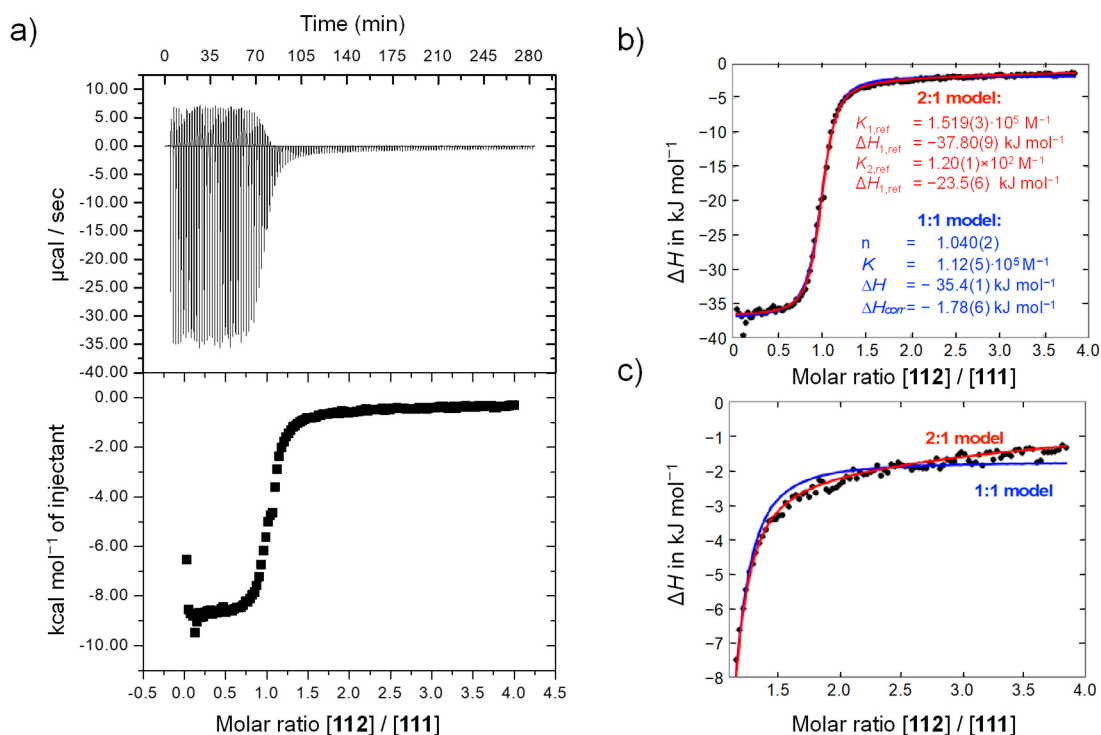 a)
Time (min)
0 35 70 105 140 175 210 245 280
10.00
5.00
0.00
−5.00
−10.00
−15.00
−20.00
−25.00
−30.00
−35.00
−40.00
µcal / sec
0.00
−2.00
−4.00
−6.00
−8.00
−10.00
kcal mol⁻¹ of injectant
-0.5 0.0 0.5 1.0 1.5 2.0 2.5 3.0 3.5 4.0 4.5
Molar ratio [112] / [111]
b)
0
−5
−10
−15
−20
−25
−30
−35
−40
ΔH in kJ mol⁻¹
2:1 model:
K1,ref = 1.519(3)·10⁵ M⁻¹
ΔH1,ref = −37.80(9) kJ mol⁻¹
K2,ref = 1.20(1)×10² M⁻¹
ΔH1,ref = −23.5(6) kJ mol⁻¹
1:1 model:
n = 1.040(2)
K = 1.12(5)·10⁵ M⁻¹
ΔH = − 35.4(1) kJ mol⁻¹
ΔHcorr = − 1.78(6) kJ mol⁻¹
0 0.5 1.0 1.5 2.0 2.5 3.0 3.5 4.0
Molar ratio [112] / [111]
c)
0
−1
−2
−3
−4
−5
−6
−7
−8
ΔH in kJ mol⁻¹
2:1 model
1:1 model
1.5 2.0 2.5 3.0 3.5 4.0
Molar ratio [112] / [111]